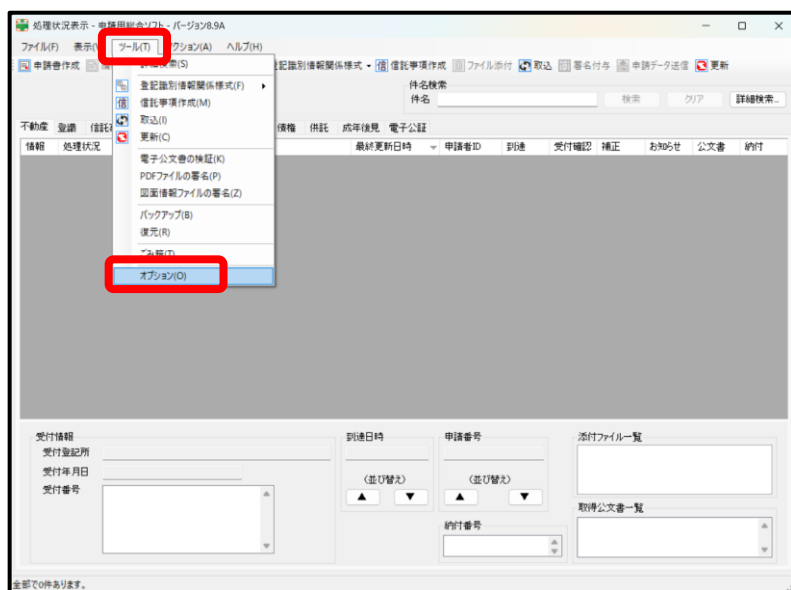 処理状況表示 - 申請用総合ソフト - バージョン8.9A
ファイル(F) 表示(V) ツール(T) アクション(A) ヘルプ(H)
申請書作成 登記識別情報関係様式 信託事項作成 ファイル添付 取込 署名付与 申請データ送信 更新
(S)
登記識別情報関係様式(F)
信託事項作成(M)
取込(I)
更新(C)
電子公文書の検証(K)
PDFファイルの署名(P)
図面情報ファイルの署名(Z)
バックアップ(B)
復元(R)
ごみ箱(T)
オプション(O)
件名検索
件名 検索 クリア 詳細検索...
不動産 登識 債権 供託 成年後見 電子公証
情報 処理状況 最終更新日時 申請者ID 到達 受付確認 補正 お知らせ 公文書 納付
受付情報
受付登記所
受付年月日
受付番号
到達日時
(並び替え)
▲ ▼
申請番号
(並び替え)
▲ ▼
納付番号
添付ファイル一覧
取得公文書一覧
全部で0件あります。